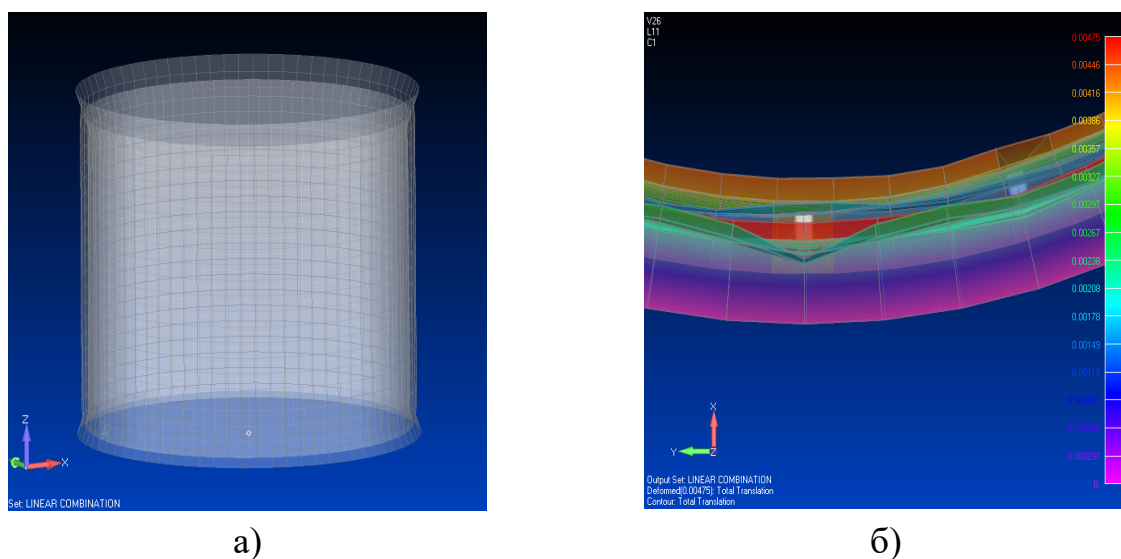 Z
X
Set: LINEAR COMBINATION
а)
V26
L11
C1
0.00475
0.00446
0.00416
0.00386
0.00357
0.00327
0.00297
0.00267
0.00238
0.00208
0.00178
0.00149
0.00119
0.000297
0.
X
Y
Z
Output Set: LINEAR COMBINATION
Deformed(0.00475): Total Translation
Contour: Total Translation
б)